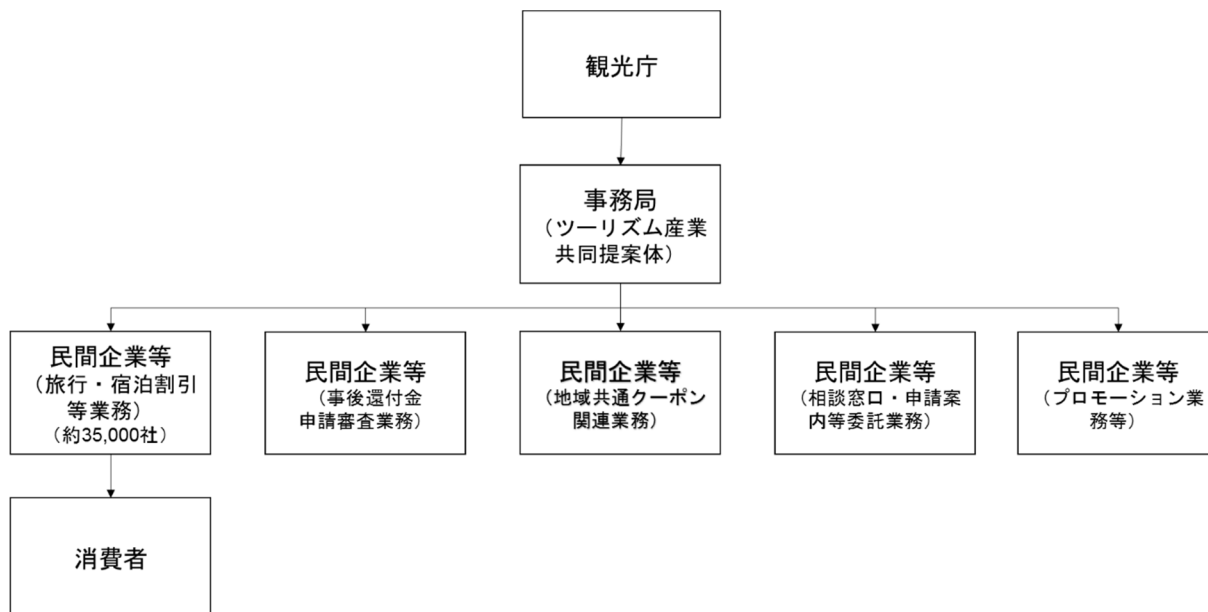 観光庁
事務局
（ツーリズム産業
共同提案体）
民間企業等
（旅行・宿泊割引
等業務）
（約35,000社）
民間企業等
（事後還付金
申請審査業務）
民間企業等
（地域共通クーポン
関連業務）
民間企業等
（相談窓口・申請案
内等委託業務）
民間企業等
（プロモーション業
務等）
消費者